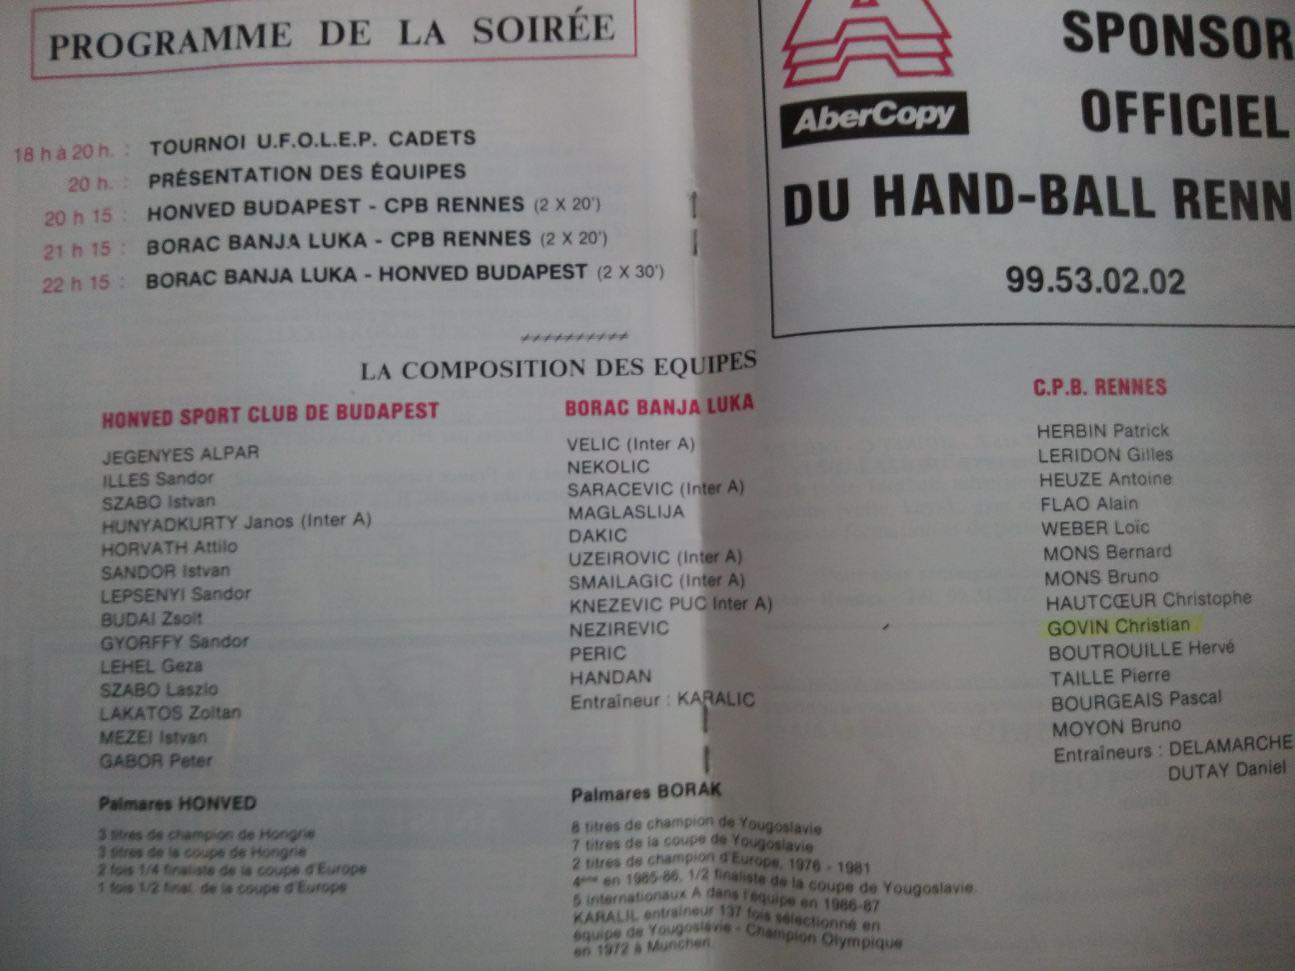 PROGRAMME DE LA SOIRÉE
18 h à 20 h. : TOURNOI U.F.O.L.E.P. CADETS
20 h. : PRÉSENTATION DES ÉQUIPES
20 h 15 : HONVED BUDAPEST - CPB RENNES (2 X 20')
21 h 15 : BORAC BANJA LUKA - CPB RENNES (2 X 20')
22 h 15 : BORAC BANJA LUKA - HONVED BUDAPEST (2 X 30')
AberCopy
SPONSOR
OFFICIEL
DU HAND-BALL RENN
99.53.02.02
LA COMPOSITION DES EQUIPES
HONVED SPORT CLUB DE BUDAPEST
JEGENYES ALPAR
ILLES Sandor
SZABO Istvan
HUNYADKURTY Janos (Inter A)
HORVATH Attilo
SANDOR Istvan
LEPSENYI Sandor
BUDAI Zsolt
GYORFFY Sandor
LEHEL Geza
SZABO Laszlo
LAKATOS Zoltan
MEZEI Istvan
GABOR Peter
Palmares HONVED
3 titres de champion de Hongrie
3 titres de la coupe de Hongrie
2 fois 1/4 finaliste de la coupe d'Europe
1 fois 1/2 final. de la coupe d'Europe
BORAC BANJA LUKA
VELIC (Inter A)
NEKOLIC
SARACEVIC (Inter A)
MAGLASLIJA
DAKIC
UZEIROVIC (Inter A)
SMAILAGIC (Inter A)
KNEZEVIC PUC Inter A)
NEZIREVIC
PERIC
HANDAN
Entraîneur : KARALIC
Palmares BORAK
8 titres de champion de Yougoslavie
7 titres de la coupe de Yougoslavie
2 titres de champion d'Europe, 1976 - 1981
4ème en 1985-86, 1/2 finaliste de la coupe de Yougoslavie.
5 internationaux A dans l'équipe en 1986-87
KARALIL entraîneur 137 fois sélectionné en
équipe de Yougoslavie - Champion Olympique
en 1972 à Munchen.
C.P.B. RENNES
HERBIN Patrick
LERIDON Gilles
HEUZE Antoine
FLAO Alain
WEBER Loïc
MONS Bernard
MONS Bruno
HAUTCŒUR Christophe
GOVIN Christian
BOUTROUILLE Hervé
TAILLE Pierre
BOURGEAIS Pascal
MOYON Bruno
Entraîneurs : DELAMARCHE
DUTAY Daniel